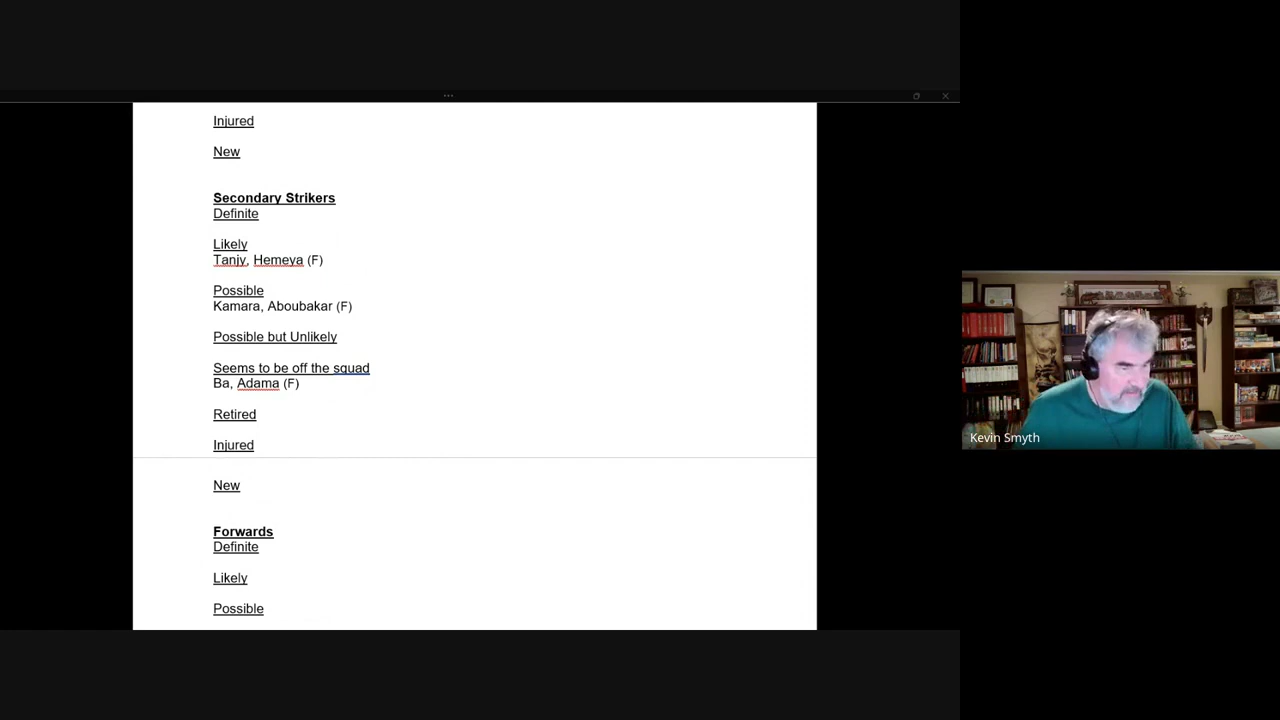 Injured
New
Secondary Strikers
Definite
Likely
Tanjy, Hemeya (F)
Possible
Kamara, Aboubakar (F)
Possible but Unlikely
Seems to be off the squad
Ba, Adama (F)
Retired
Injured
New
Forwards
Definite
Likely
Possible
Kevin Smyth